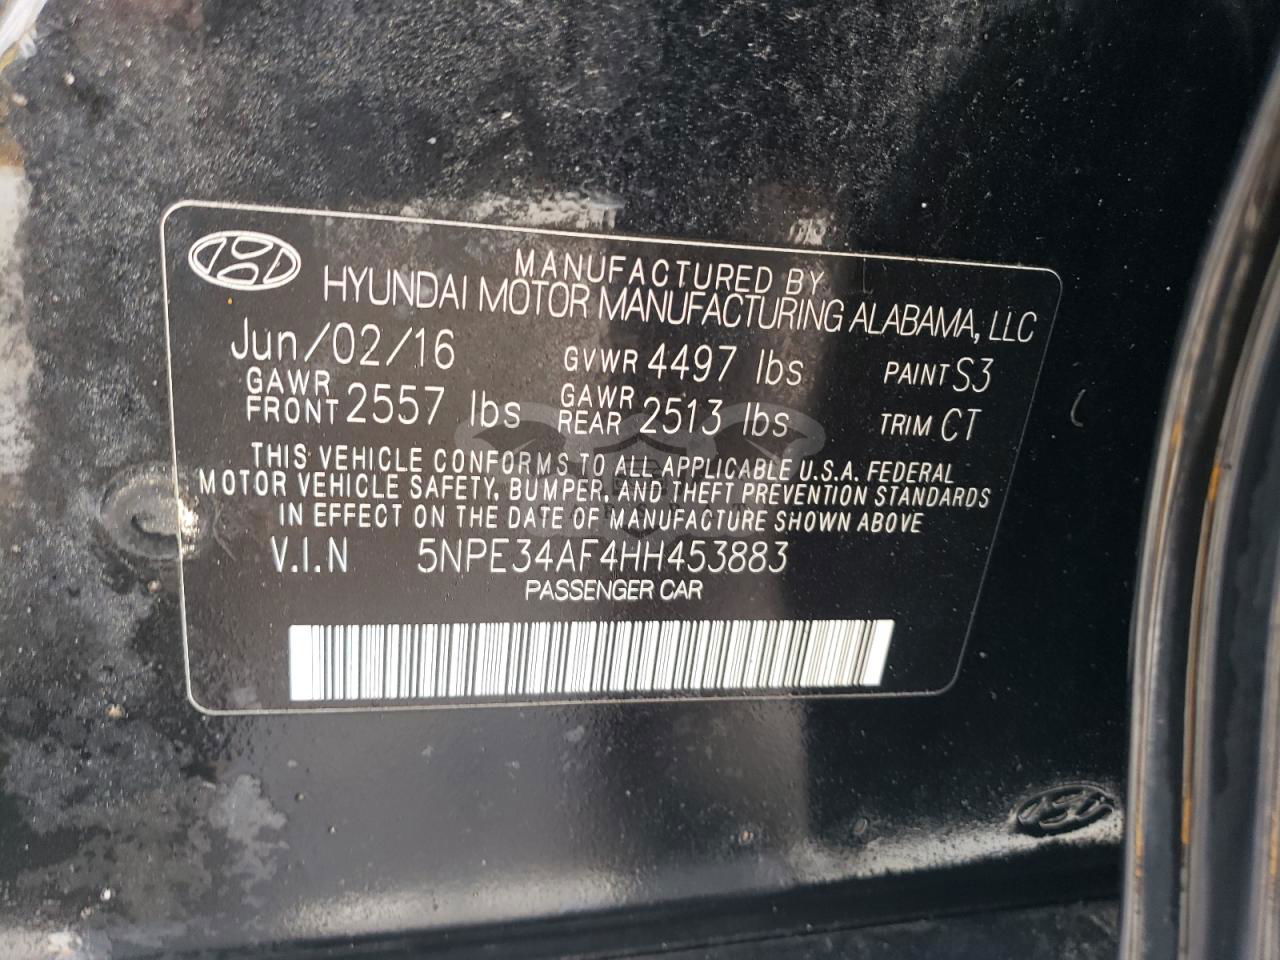 MANUFACTURED BY
HYUNDAI MOTOR MANUFACTURING ALABAMA, LLC
Jun/02/16 GVWR 4497 lbs PAINT S3
GAWR FRONT 2557 lbs GAWR REAR 2513 lbs TRIM CT
THIS VEHICLE CONFORMS TO ALL APPLICABLE U.S.A. FEDERAL
MOTOR VEHICLE SAFETY, BUMPER, AND THEFT PREVENTION STANDARDS
IN EFFECT ON THE DATE OF MANUFACTURE SHOWN ABOVE
V.I.N 5NPE34AF4HH453883
PASSENGER CAR